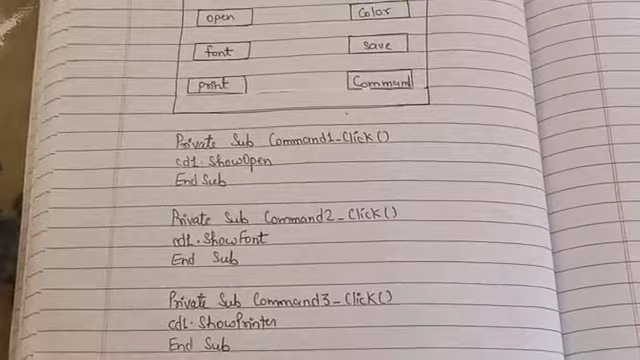 open Color
font save
print Command
Private Sub Command1_Click()
cd1.ShowOpen
End Sub
Private Sub Command2_Click()
cd1.ShowFont
End Sub
Private Sub Command3_Click()
cd1.ShowPrinter
End Sub